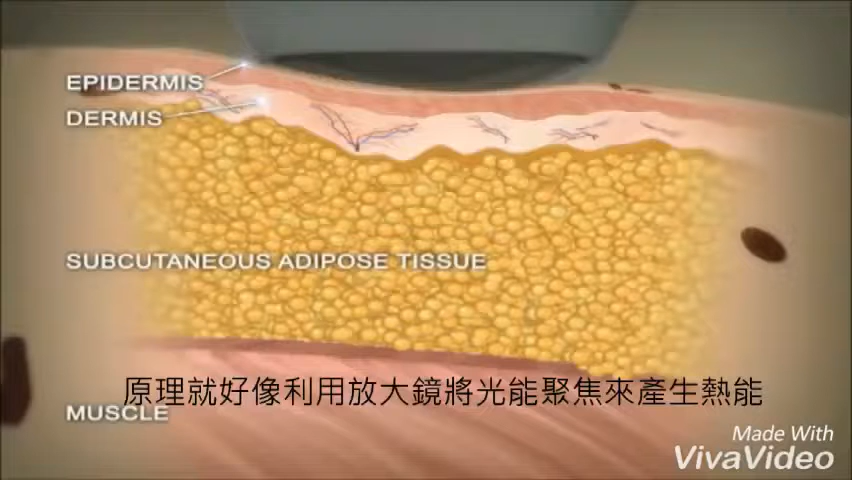 EPIDERMIS
DERMIS
SUBCUTANEOUS ADIPOSE TISSUE
原理就好像利用放大鏡將光能聚焦來產生熱能
MUSCLE
Made With
VivaVideo